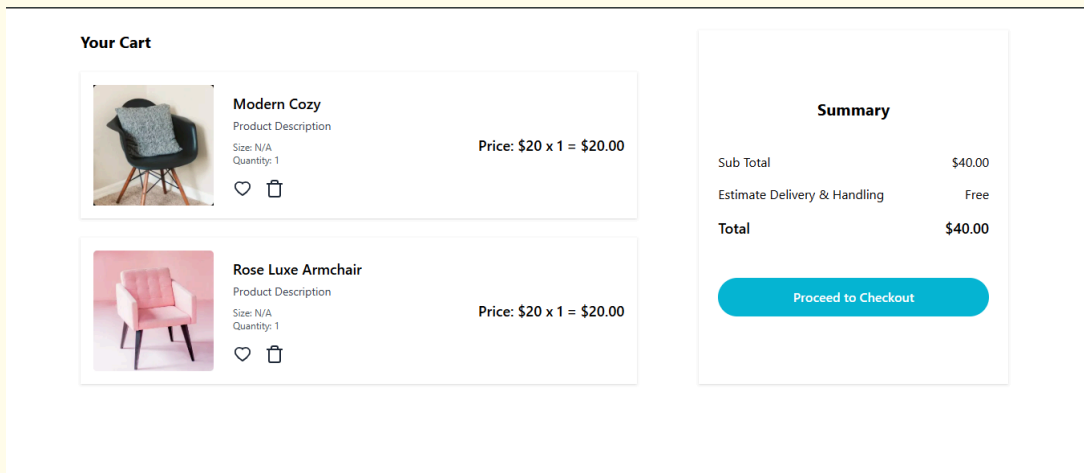 Your Cart
Modern Cozy
Product Description
Size: N/A
Quantity: 1
Price: $20 x 1 = $20.00
Rose Luxe Armchair
Product Description
Size: N/A
Quantity: 1
Price: $20 x 1 = $20.00
Summary
Sub Total $40.00
Estimate Delivery & Handling Free
Total $40.00
Proceed to Checkout